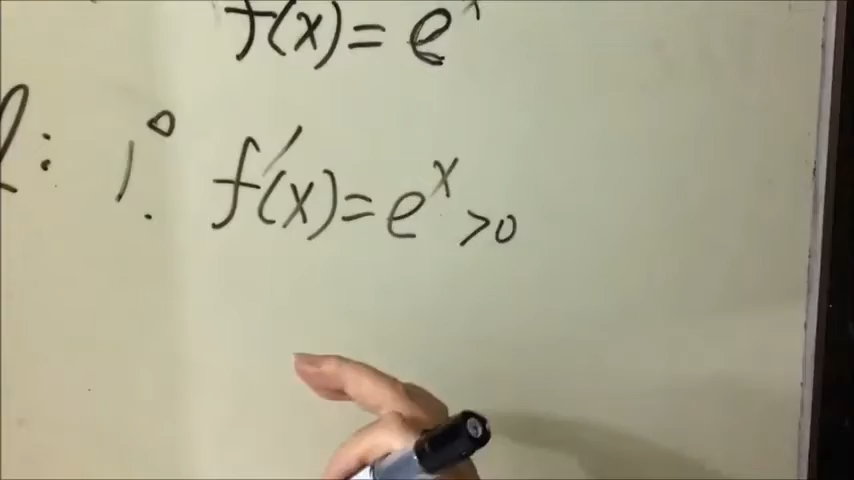 f(x) = e^x
l: 1°. f'(x) = e^x > 0